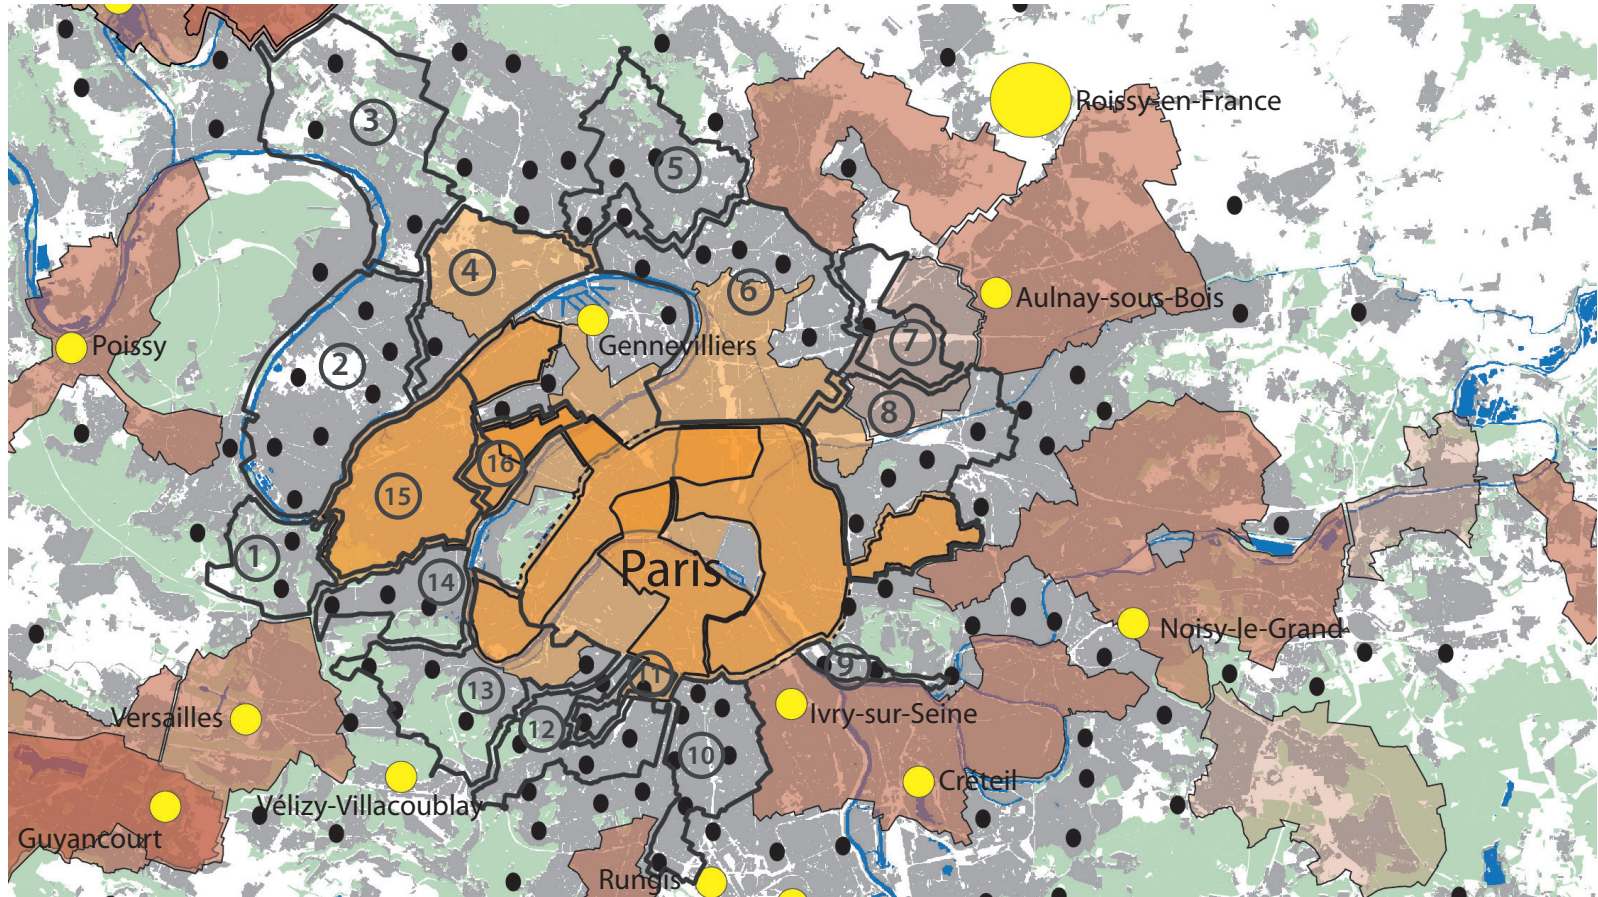 Roissy-en-France
3
5
4
6
Aulnay-sous-Bois
Gennevilliers
Poissy
7
2
8
16
15
1
Paris
14
Noisy-le-Grand
9
11
13
Ivry-sur-Seine
Versailles
12
10
Créteil
Vélizy-Villacoublay
Guyancourt
Rungis